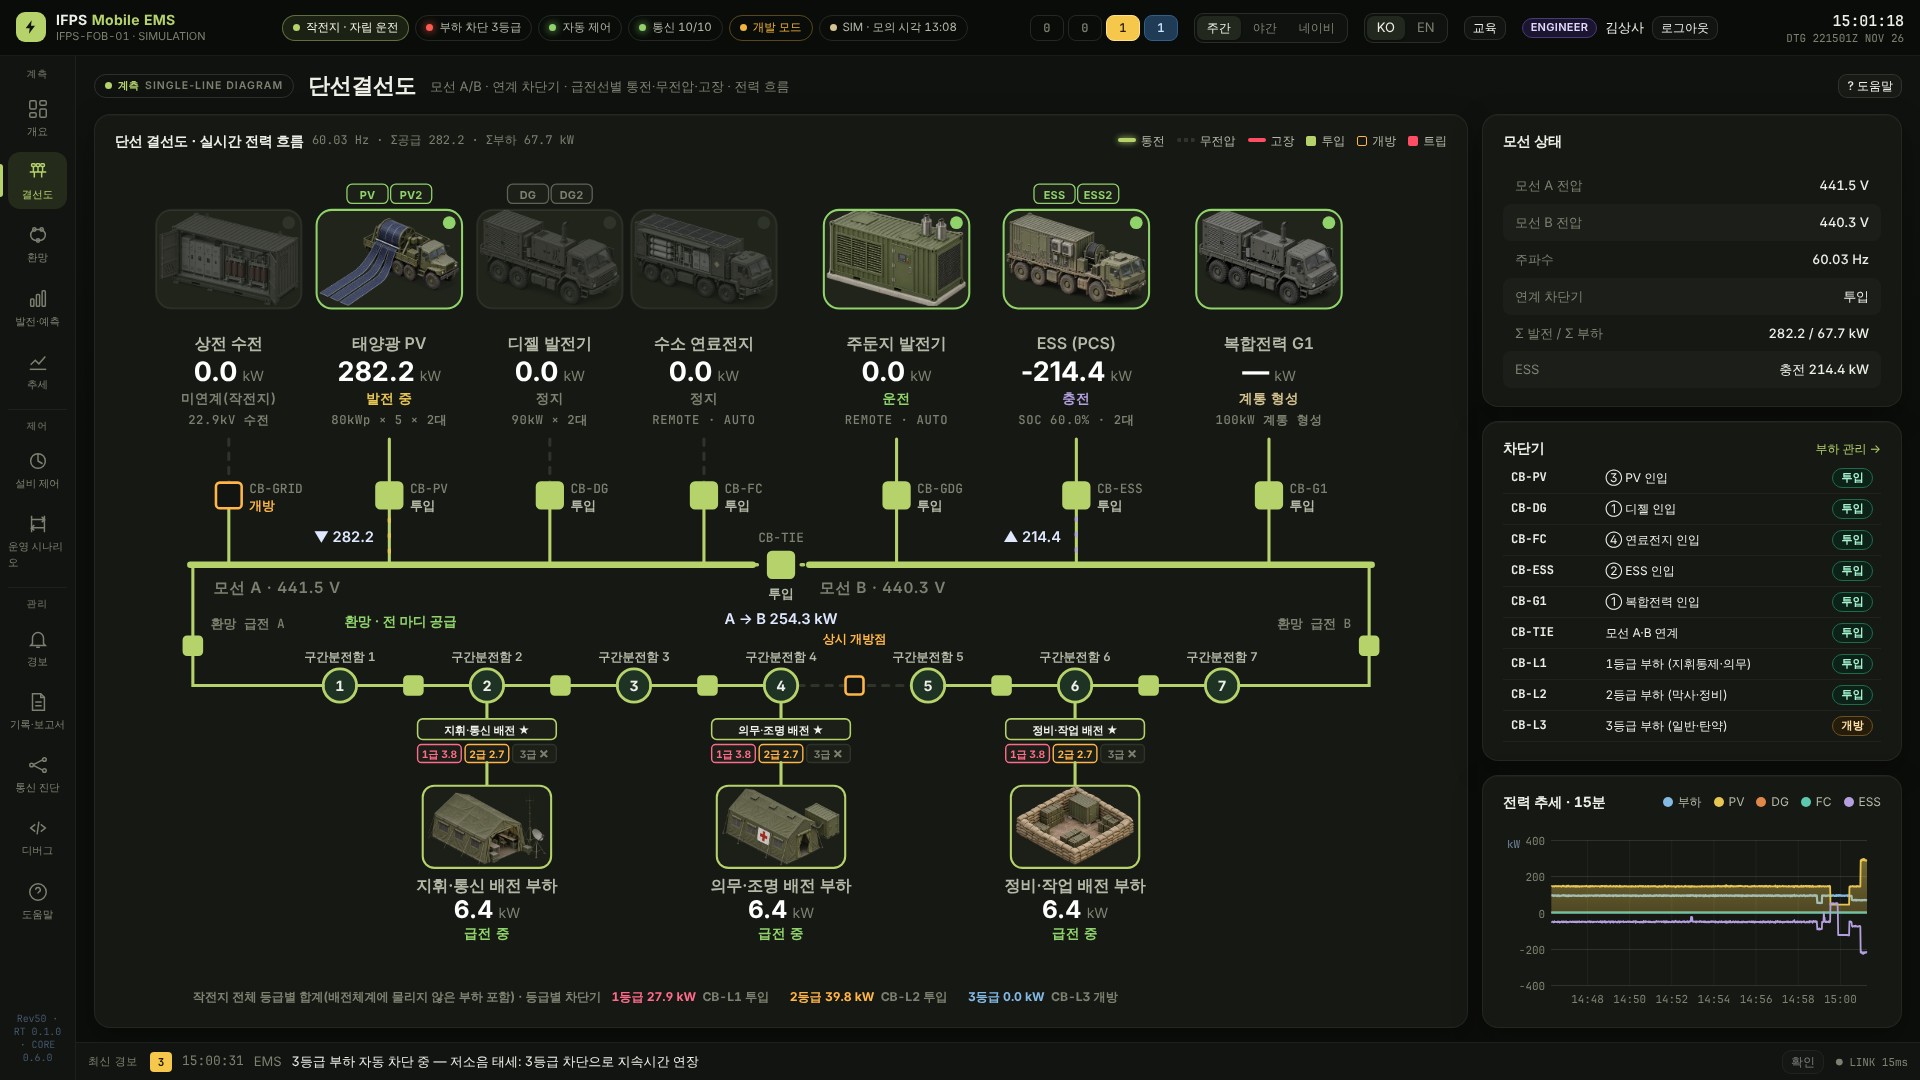 IFPS Mobile EMS
IFPS-FOB-01 · SIMULATION
작전지 · 자립 운전
부하 차단 3등급
자동 제어
통신 10/10
개발 모드
SIM · 모의 시각 13:08
0 0 1 1
주간 야간 네이비
KO EN
교육
ENGINEER 김상사 로그아웃
15:01:18
DTG 221501Z NOV 26
계측
개요
결선도
환망
발전·예측
추세
제어
설비 제어
운영 시나리오
관리
경보
기록·보고서
통신 진단
디버그
도움말
Rev50 ·
RT 0.1.0
· CORE
0.6.0
계측 SINGLE-LINE DIAGRAM
단선결선도
모선 A/B · 연계 차단기 · 급전선별 통전·무전압·고장 · 전력 흐름
? 도움말
단선 결선도 · 실시간 전력 흐름 60.03 Hz · Σ공급 282.2 · Σ부하 67.7 kW
통전 무전압 고장 투입 개방 트립
PV PV2 DG DG2 ESS ESS2
상전 수전 태양광 PV 디젤 발전기 수소 연료전지 주둔지 발전기 ESS (PCS) 복합전력 G1
0.0 kW 282.2 kW 0.0 kW 0.0 kW 0.0 kW -214.4 kW — kW
미연계(작전지) 발전 중 정지 정지 운전 충전 계통 형성
22.9kV 수전 80kWp × 5 × 2대 90kW × 2대 REMOTE · AUTO REMOTE · AUTO SOC 60.0% · 2대 100kW 계통 형성
CB-GRID CB-PV CB-DG CB-FC CB-GDG CB-ESS CB-G1
개방 투입 투입 투입 투입 투입 투입
▼ 282.2 CB-TIE ▲ 214.4
모선 A · 441.5 V 투입 모선 B · 440.3 V
환망 급전 A 환망 · 전 마디 공급 A → B 254.3 kW 환망 급전 B
상시 개방점
구간분전함 1 구간분전함 2 구간분전함 3 구간분전함 4 구간분전함 5 구간분전함 6 구간분전함 7
1 2 3 4 5 6 7
지휘·통신 배전 ★ 의무·조명 배전 ★ 정비·작업 배전 ★
1급 3.8 2급 2.7 3급 ✕ 1급 3.8 2급 2.7 3급 ✕ 1급 3.8 2급 2.7 3급 ✕
지휘·통신 배전 부하 의무·조명 배전 부하 정비·작업 배전 부하
6.4 kW 6.4 kW 6.4 kW
급전 중 급전 중 급전 중
작전지 전체 등급별 합계(배전체계에 물리지 않은 부하 포함) · 등급별 차단기 1등급 27.9 kW CB-L1 투입 2등급 39.8 kW CB-L2 투입 3등급 0.0 kW CB-L3 개방
모선 상태
모선 A 전압 441.5 V
모선 B 전압 440.3 V
주파수 60.03 Hz
연계 차단기 투입
Σ 발전 / Σ 부하 282.2 / 67.7 kW
ESS 충전 214.4 kW
차단기 부하 관리 →
CB-PV ③ PV 인입 투입
CB-DG ① 디젤 인입 투입
CB-FC ④ 연료전지 인입 투입
CB-ESS ② ESS 인입 투입
CB-G1 ① 복합전력 인입 투입
CB-TIE 모선 A·B 연계 투입
CB-L1 1등급 부하 (지휘통제·의무) 투입
CB-L2 2등급 부하 (막사·정비) 투입
CB-L3 3등급 부하 (일반·탄약) 개방
전력 추세 · 15분 부하 PV DG FC ESS
kW 400
200
0
-200
-400
14:48 14:50 14:52 14:54 14:56 14:58 15:00
최신 경보 3 15:00:31 EMS 3등급 부하 자동 차단 중 — 저소음 태세: 3등급 차단으로 지속시간 연장
확인 LINK 15ms